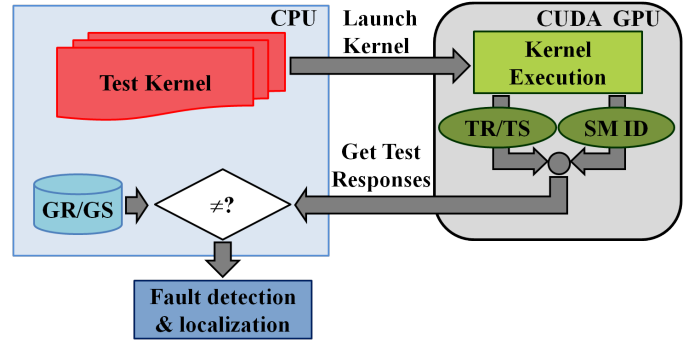 CPU
Launch
Kernel
CUDA GPU
Test Kernel
Kernel
Execution
TR/TS
SM ID
Get Test
Responses
GR/GS
≠?
Fault detection
& localization